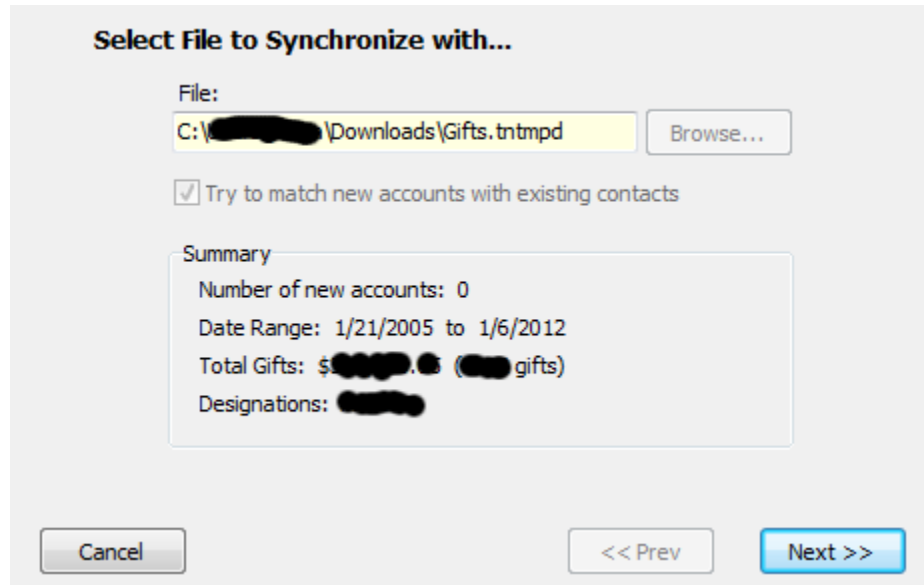 Select File to Synchronize with...
File:
C:\ \Downloads\Gifts.tntmpd Browse...
Try to match new accounts with existing contacts
Summary
Number of new accounts: 0
Date Range: 1/21/2005 to 1/6/2012
Total Gifts: $ . ( gifts)
Designations:
Cancel << Prev Next >>